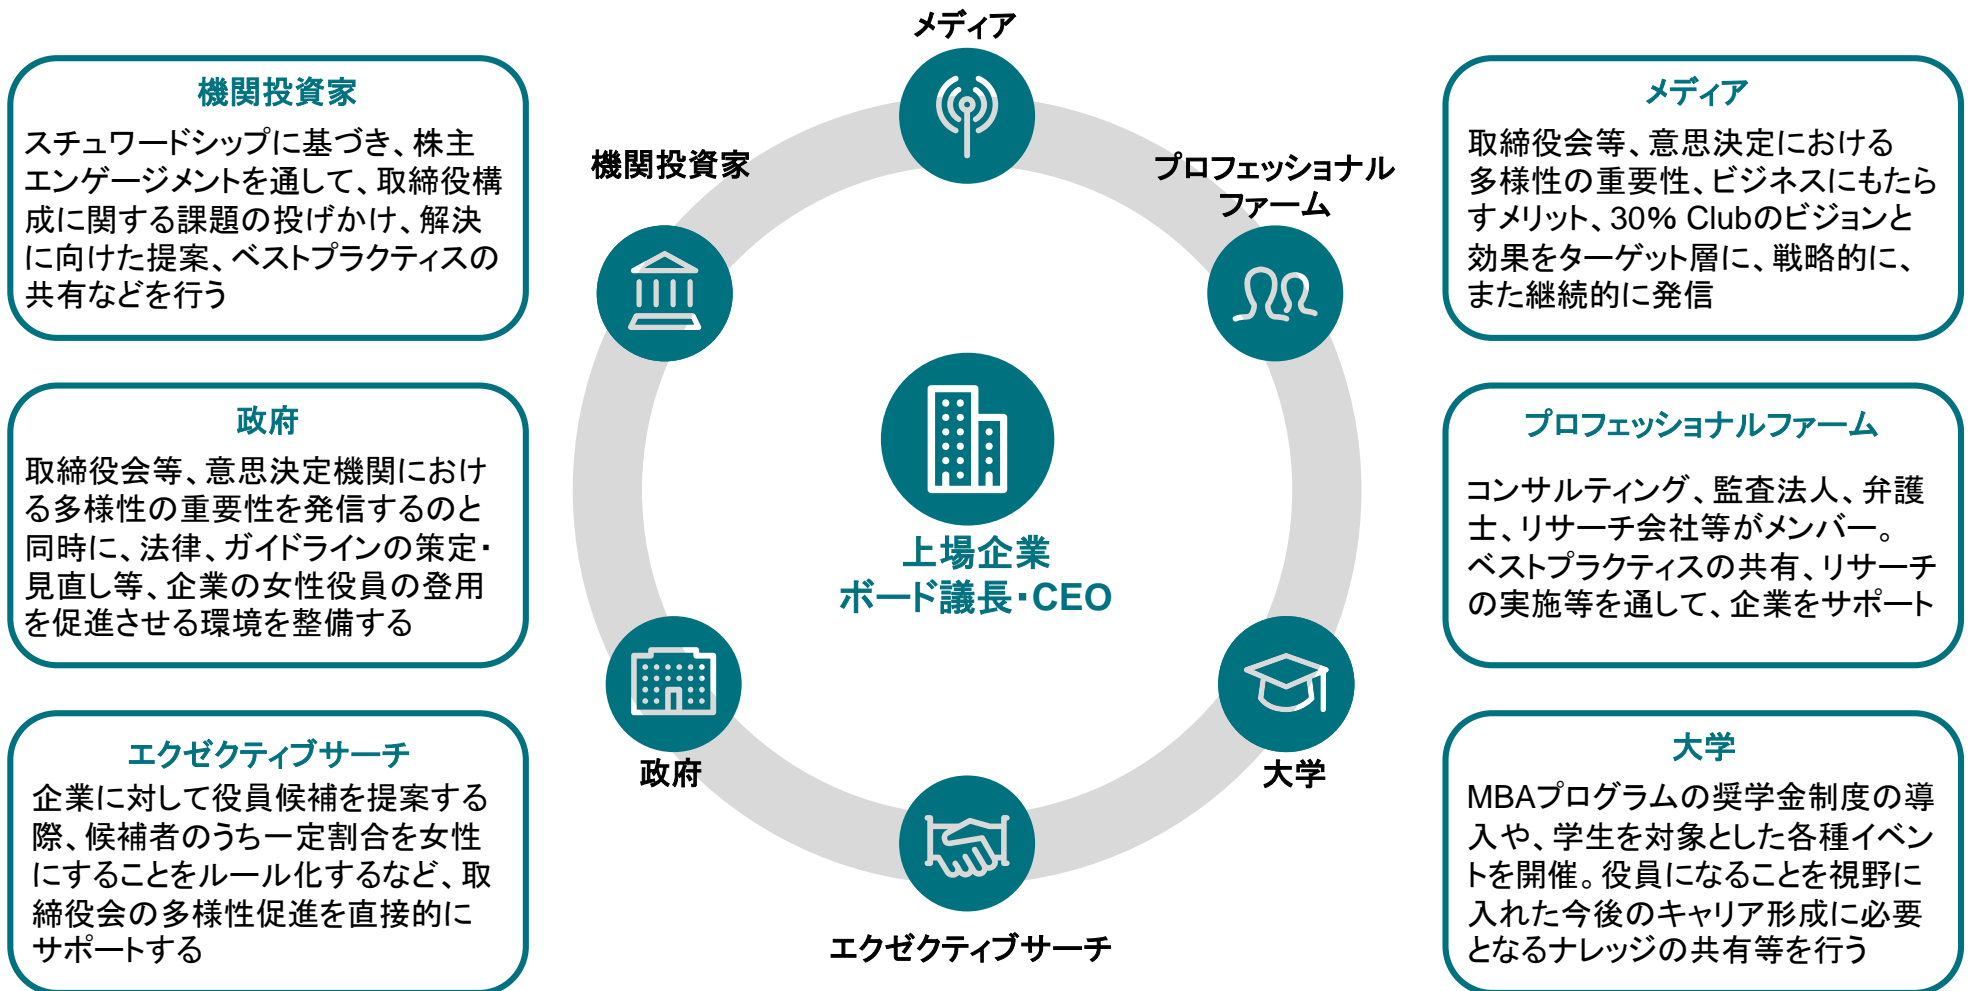 機関投資家
スチュワードシップに基づき、株主
エンゲージメントを通して、取締役構
成に関する課題の投げかけ、解決
に向けた提案、ベストプラクティスの
共有などを行う
政府
取締役会等、意思決定機関におけ
る多様性の重要性を発信するのと
同時に、法律、ガイドラインの策定・
見直し等、企業の女性役員の登用
を促進させる環境を整備する
エクゼクティブサーチ
企業に対して役員候補を提案する
際、候補者のうち一定割合を女性
にすることをルール化するなど、取
締役会の多様性促進を直接的に
サポートする
メディア
機関投資家
プロフェッショナル
ファーム
上場企業
ボード議長・CEO
政府
大学
エクゼクティブサーチ
メディア
取締役会等、意思決定における
多様性の重要性、ビジネスにもたら
すメリット、30% Clubのビジョンと
効果をターゲット層に、戦略的に、
また継続的に発信
プロフェッショナルファーム
コンサルティング、監査法人、弁護
士、リサーチ会社等がメンバー。
ベストプラクティスの共有、リサーチ
の実施等を通して、企業をサポート
大学
MBAプログラムの奨学金制度の導
入や、学生を対象とした各種イベン
トを開催。役員になることを視野に
入れた今後のキャリア形成に必要
となるナレッジの共有等を行う